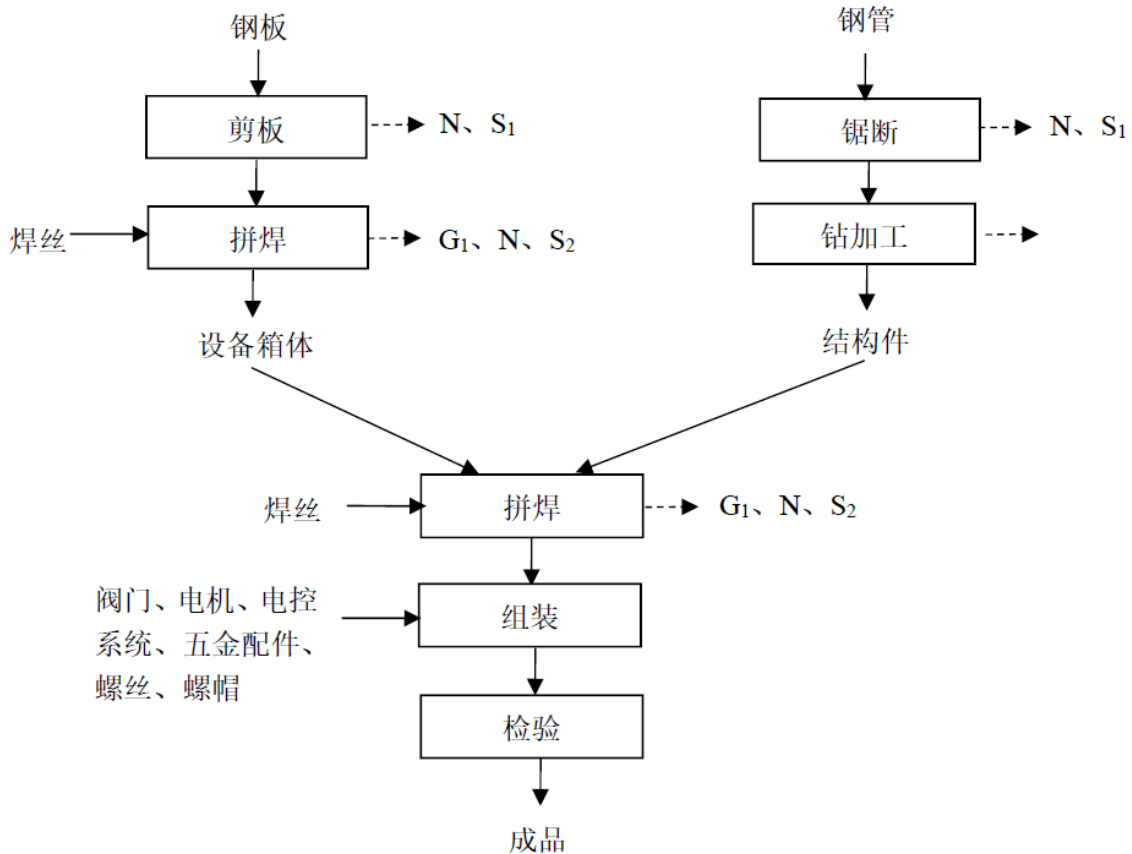 钢板
钢管
剪板
N、S₁
锯断
N、S₁
焊丝
拼焊
G₁、N、S₂
钻加工
设备箱体
结构件
焊丝
拼焊
G₁、N、S₂
阀门、电机、电控
系统、五金配件、
螺丝、螺帽
组装
检验
成品